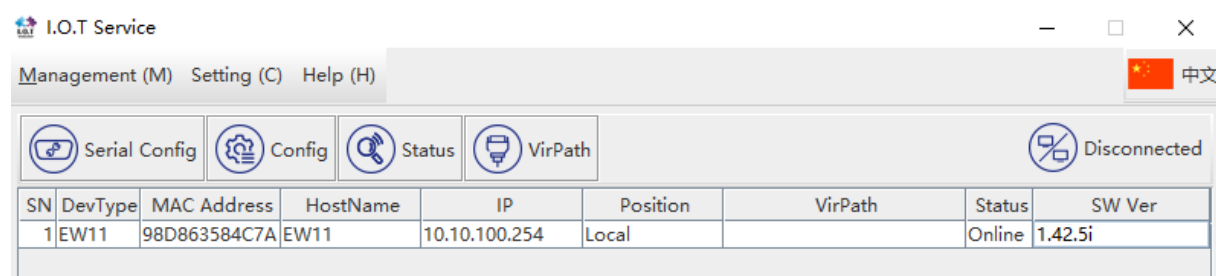 I.O.T Service
Management (M) Setting (C) Help (H) 中文
Serial Config Config Status VirPath Disconnected
SN DevType MAC Address HostName IP Position VirPath Status SW Ver
1 EW11 98D863584C7A EW11 10.10.100.254 Local Online 1.42.5i